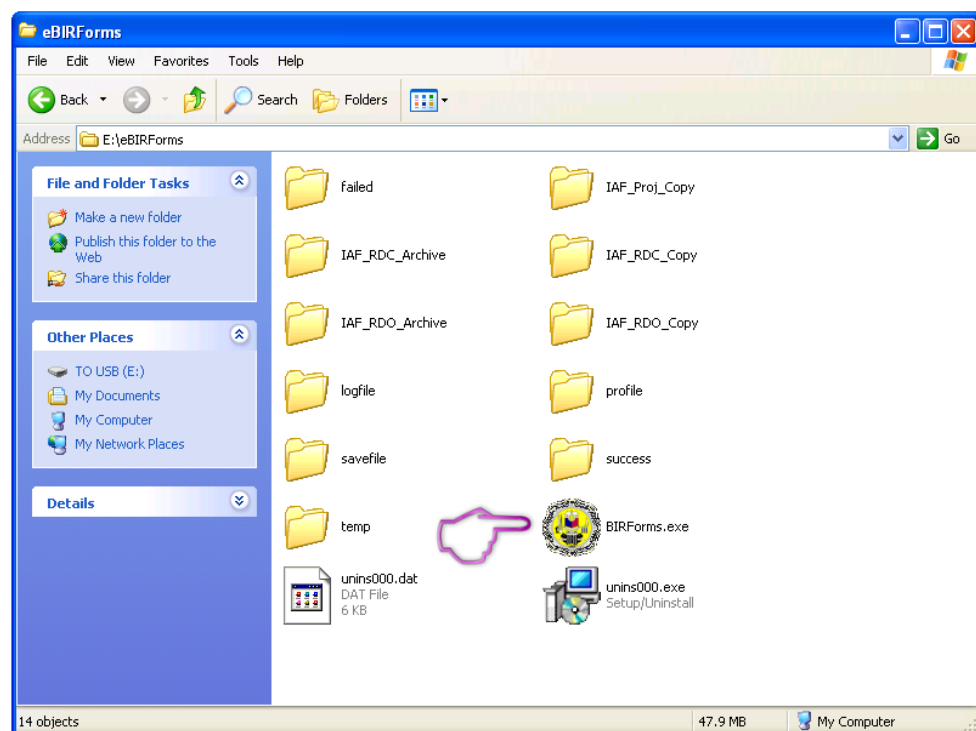 eBIRForms
File Edit View Favorites Tools Help
Back Search Folders
Address E:\eBIRForms Go
File and Folder Tasks
Make a new folder
Publish this folder to the
Web
Share this folder
Other Places
TO USB (E:)
My Documents
My Computer
My Network Places
Details
failed IAF_Proj_Copy
IAF_RDC_Archive IAF_RDC_Copy
IAF_RDO_Archive IAF_RDO_Copy
logfile profile
savefile success
temp BIRForms.exe
unins000.dat
DAT File
6 KB
unins000.exe
Setup/Uninstall
14 objects 47.9 MB My Computer